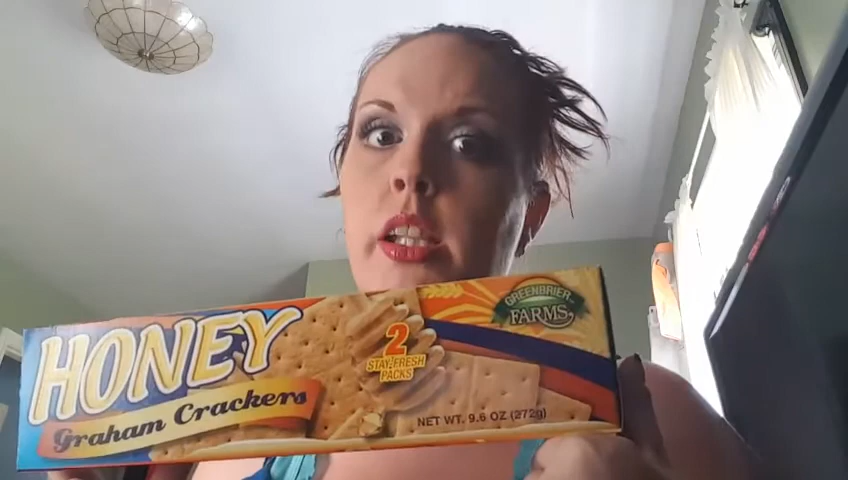 HONEY
Graham Crackers
2
STAY-FRESH
PACKS
GREENBRIER
FARMS
NET WT. 9.6 OZ (272g)